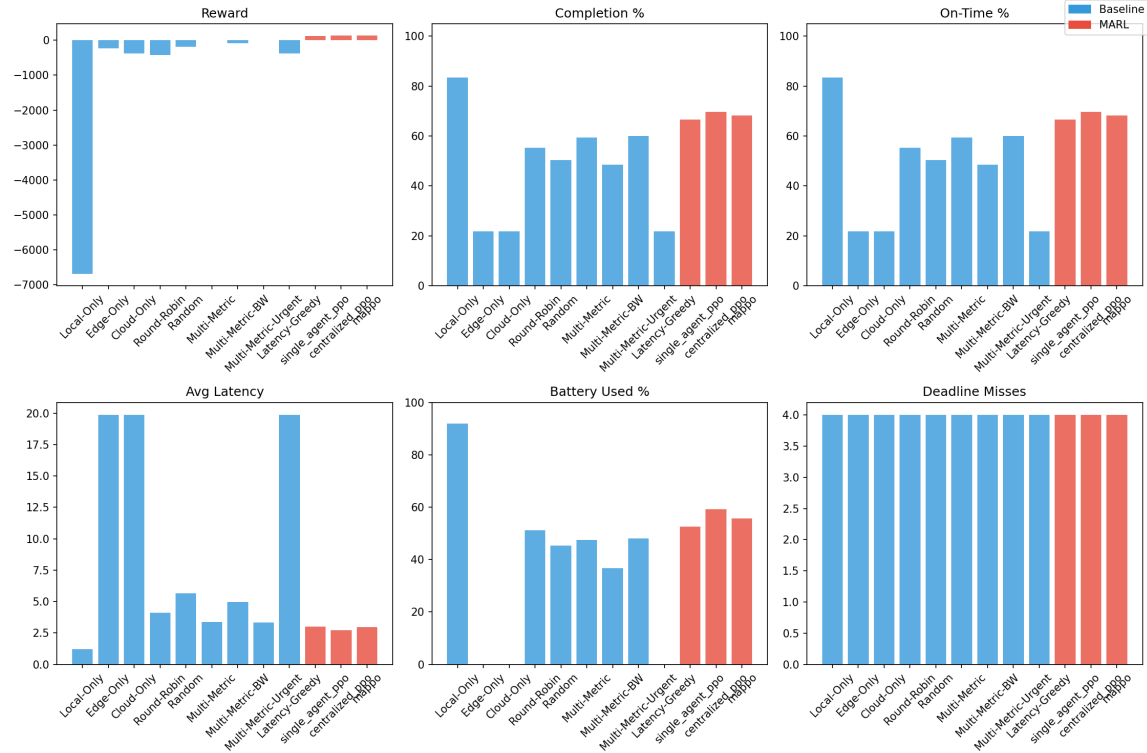 Baseline
MARL
Reward
0
−1000
−2000
−3000
−4000
−5000
−6000
−7000
Local-Only
Edge-Only
Cloud-Only
Round-Robin
Random
Multi-Metric
Multi-Metric-BW
Multi-Metric-Urgent
Latency-Greedy
single_agent_ppo
centralized_ppo
mappo
Completion %
100
80
60
40
20
0
Local-Only
Edge-Only
Cloud-Only
Round-Robin
Random
Multi-Metric
Multi-Metric-BW
Multi-Metric-Urgent
Latency-Greedy
single_agent_ppo
centralized_ppo
mappo
On-Time %
100
80
60
40
20
0
Local-Only
Edge-Only
Cloud-Only
Round-Robin
Random
Multi-Metric
Multi-Metric-BW
Multi-Metric-Urgent
Latency-Greedy
single_agent_ppo
centralized_ppo
mappo
Avg Latency
20.0
17.5
15.0
12.5
10.0
7.5
5.0
2.5
0.0
Local-Only
Edge-Only
Cloud-Only
Round-Robin
Random
Multi-Metric
Multi-Metric-BW
Multi-Metric-Urgent
Latency-Greedy
single_agent_ppo
centralized_ppo
mappo
Battery Used %
100
80
60
40
20
0
Local-Only
Edge-Only
Cloud-Only
Round-Robin
Random
Multi-Metric
Multi-Metric-BW
Multi-Metric-Urgent
Latency-Greedy
single_agent_ppo
centralized_ppo
mappo
Deadline Misses
4.0
3.5
3.0
2.5
2.0
1.5
1.0
0.5
0.0
Local-Only
Edge-Only
Cloud-Only
Round-Robin
Random
Multi-Metric
Multi-Metric-BW
Multi-Metric-Urgent
Latency-Greedy
single_agent_ppo
centralized_ppo
mappo